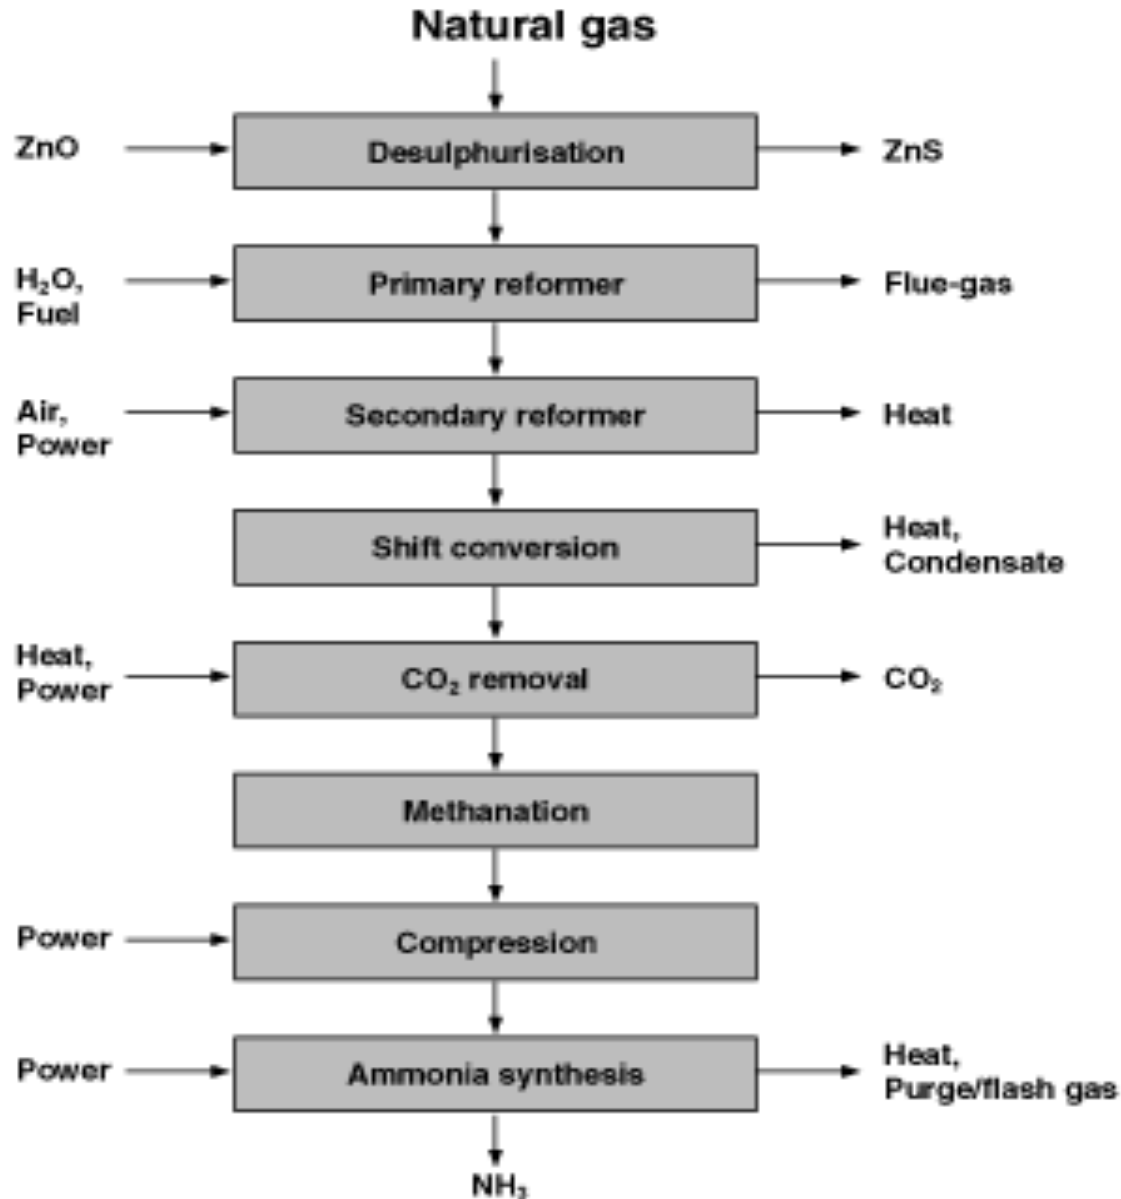 Natural gas
ZnO
Desulphurisation
ZnS
H₂O,
Fuel
Primary reformer
Flue-gas
Air,
Power
Secondary reformer
Heat
Shift conversion
Heat,
Condensate
Heat,
Power
CO₂ removal
CO₂
Methanation
Power
Compression
Power
Ammonia synthesis
Heat,
Purge/flash gas
NH₃